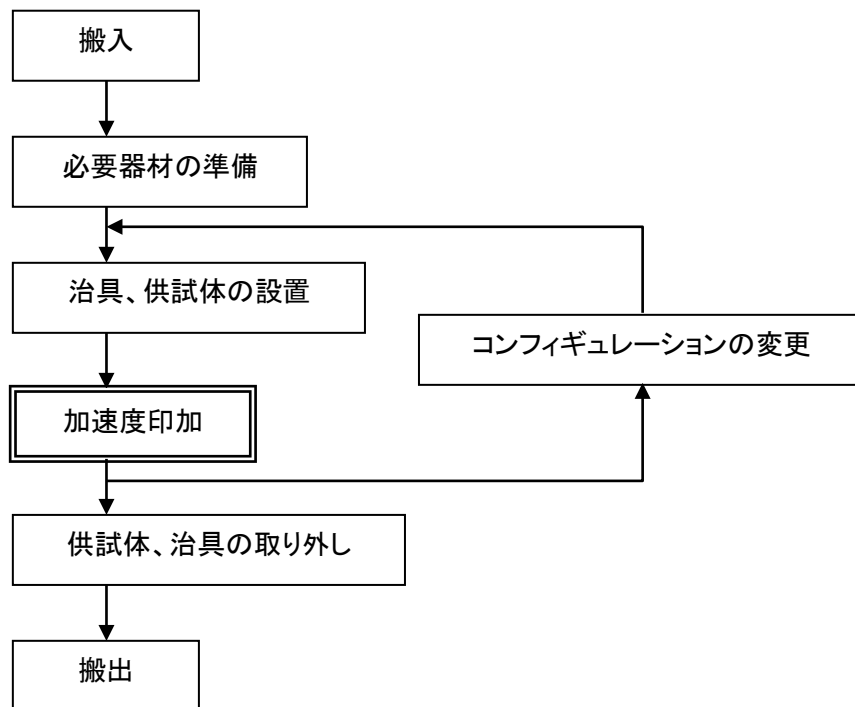 搬入
必要器材の準備
治具、供試体の設置
コンフィギュレーションの変更
加速度印加
供試体、治具の取り外し
搬出